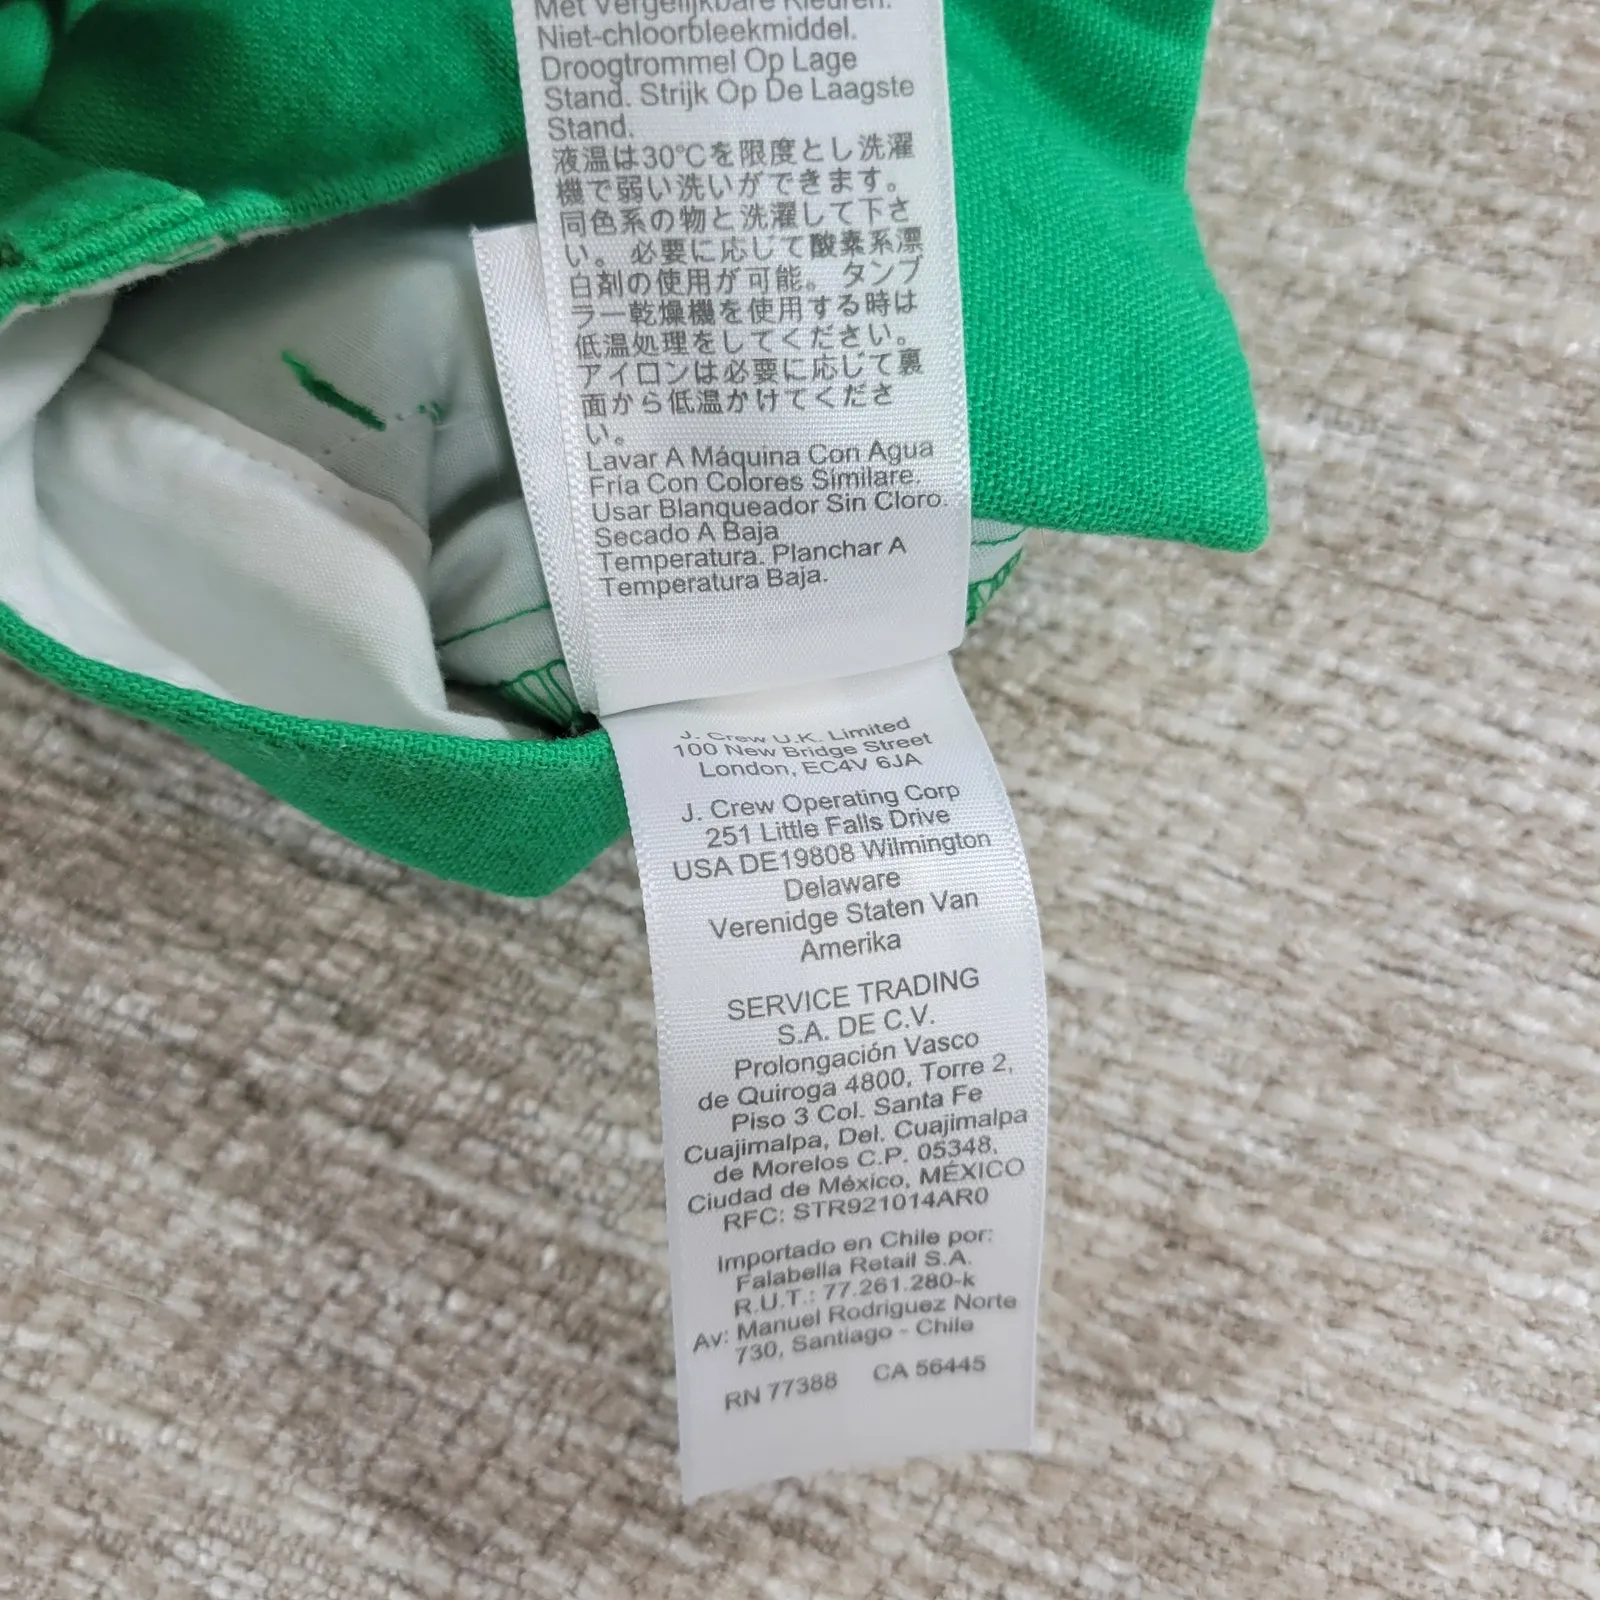 Met Vergelijkbare Kleuren.
Niet-chloorbleekmiddel.
Droogtrommel Op Lage
Stand. Strijk Op De Laagste
Stand.
液温は30℃を限度とし洗濯
機で弱い洗いができます。
同色系の物と洗濯して下さ
い。 必要に応じて酸素系漂
白剤の使用が可能。 タンブ
ラー乾燥機を使用する時は
低温処理をしてください。
アイロンは必要に応じて裏
面から低温かけてくださ
い。
Lavar A Máquina Con Agua
Fria Con Colores Similare.
Usar Blanqueador Sin Cloro.
Secado A Baja
Temperatura. Planchar A
Temperatura Baja.
J. Crew U.K. Limited
100 New Bridge Street
London, EC4V 6JA
J. Crew Operating Corp
251 Little Falls Drive
USA DE19808 Wilmington
Delaware
Verenidge Staten Van
Amerika
SERVICE TRADING
S.A. DE C.V.
Prolongación Vasco
de Quiroga 4800, Torre 2,
Piso 3 Col. Santa Fe
Cuajimalpa, Del. Cuajimalpa
de Morelos C.P. 05348,
Ciudad de México, MÉXICO
RFC: STR921014AR0
Importado en Chile por:
Falabella Retail S.A.
R.U.T.: 77.261.280-k
Av: Manuel Rodriguez Norte
730, Santiago - Chile
RN 77388 CA 56445